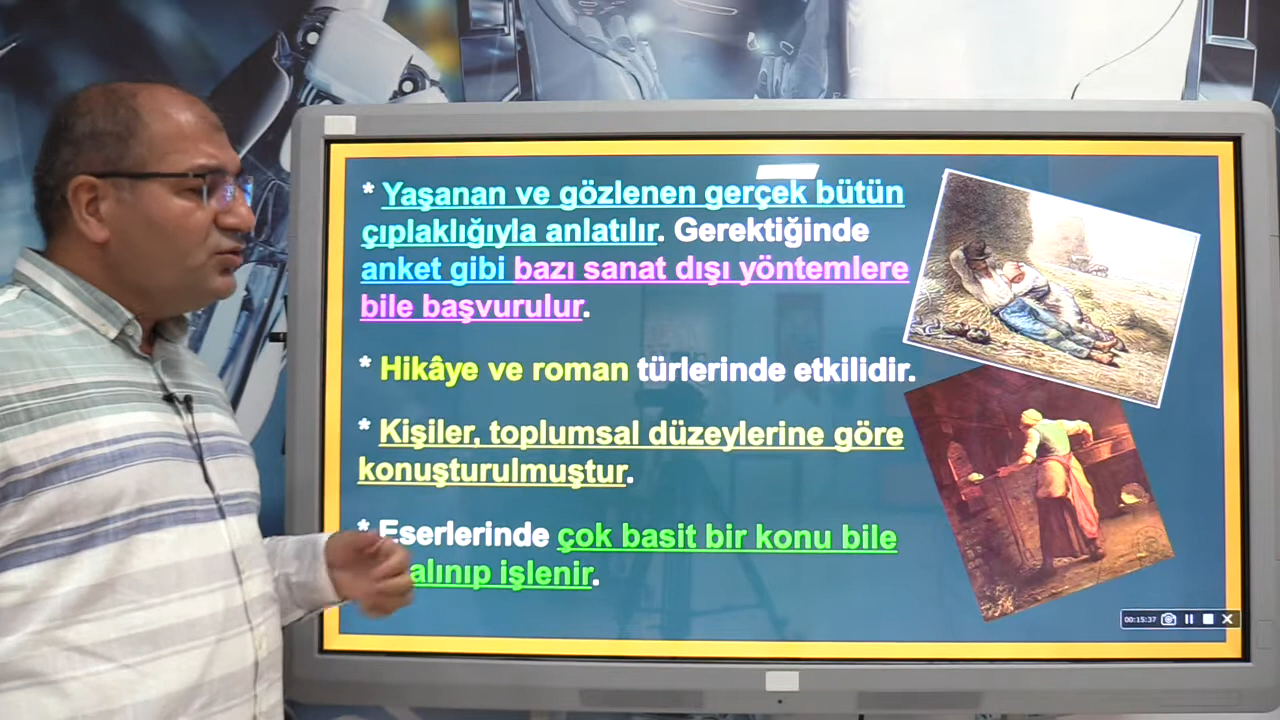 * Yaşanan ve gözlenen gerçek bütün
çıplaklığıyla anlatılır. Gerektiğinde
anket gibi bazı sanat dışı yöntemlere
bile başvurulur.
* Hikâye ve roman türlerinde etkilidir.
* Kişiler, toplumsal düzeylerine göre
konuşturulmuştur.
* Eserlerinde çok basit bir konu bile
alınıp işlenir.
00:15:37